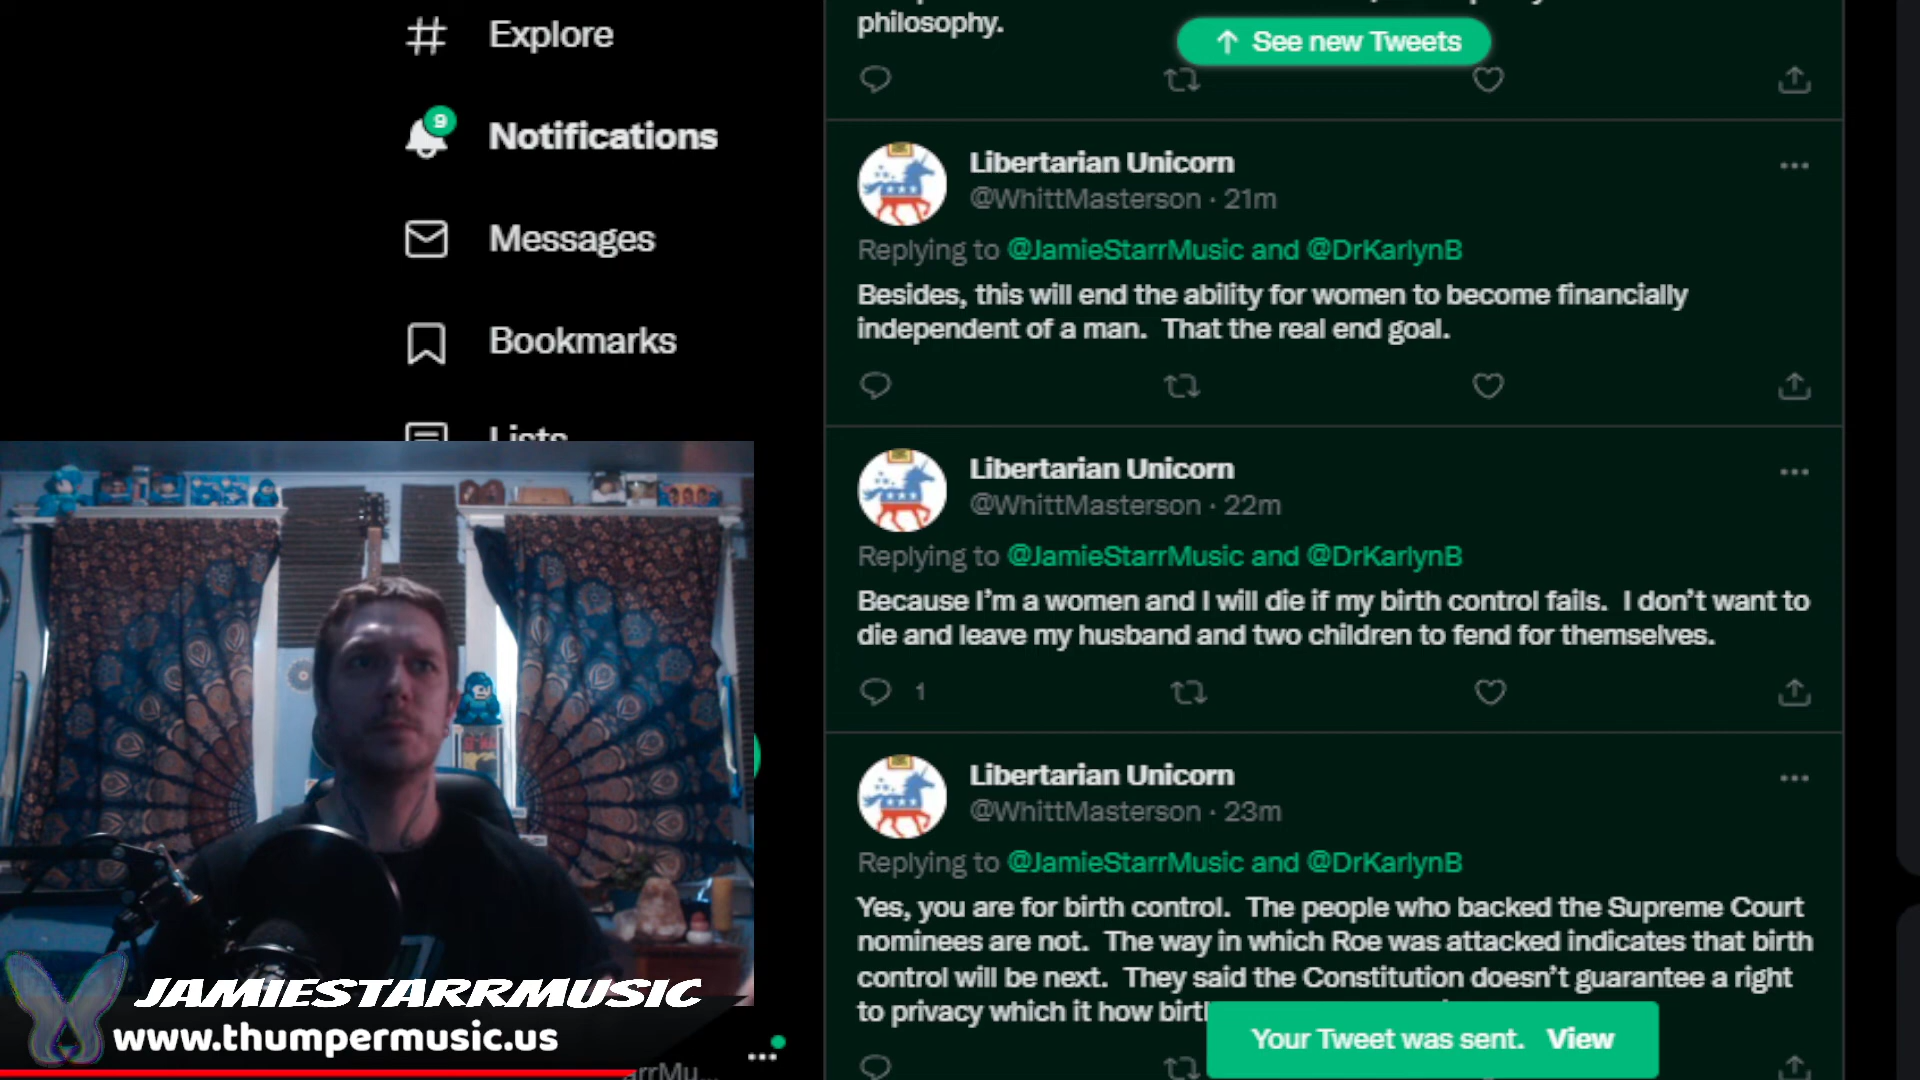 Explore
9
Notifications
Messages
Bookmarks
Lists
philosophy.
See new Tweets
Libertarian Unicorn
@WhittMasterson · 21m
Replying to @JamieStarrMusic and @DrKarlynB
Besides, this will end the ability for women to become financially
independent of a man. That the real end goal.
Libertarian Unicorn
@WhittMasterson · 22m
Replying to @JamieStarrMusic and @DrKarlynB
Because I'm a women and I will die if my birth control fails. I don't want to
die and leave my husband and two children to fend for themselves.
1
Libertarian Unicorn
@WhittMasterson · 23m
Replying to @JamieStarrMusic and @DrKarlynB
Yes, you are for birth control. The people who backed the Supreme Court
nominees are not. The way in which Roe was attacked indicates that birth
control will be next. They said the Constitution doesn't guarantee a right
to privacy which it how birt
Your Tweet was sent. View
JAMIESTARRMUSIC
www.thumpermusic.us
arrMu...